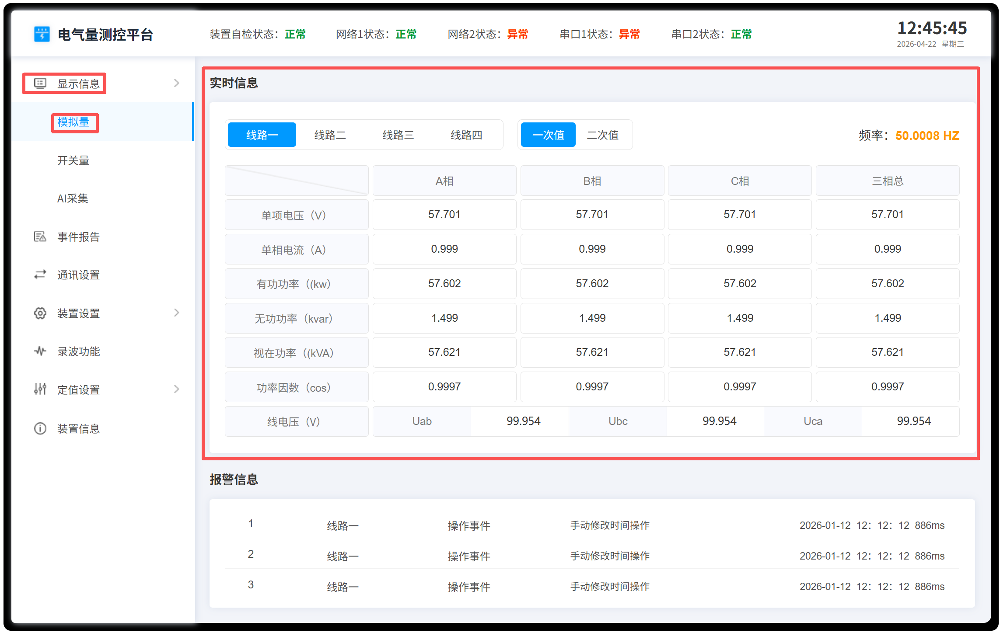 电气量测控平台 装置自检状态：正常 网络1状态：正常 网络2状态：异常 串口1状态：异常 串口2状态：正常 12:45:45
2026-04-22 星期三
显示信息
模拟量
开关量
AI采集
事件报告
通讯设置
装置设置
录波功能
定值设置
装置信息
实时信息
线路一 线路二 线路三 线路四 一次值 二次值 频率：50.0008 HZ
A相 B相 C相 三相总
单项电压（V） 57.701 57.701 57.701 57.701
单相电流（A） 0.999 0.999 0.999 0.999
有功功率（(kw） 57.602 57.602 57.602 57.602
无功功率（kvar） 1.499 1.499 1.499 1.499
视在功率（(kVA） 57.621 57.621 57.621 57.621
功率因数（cos） 0.9997 0.9997 0.9997 0.9997
线电压（V） Uab 99.954 Ubc 99.954 Uca 99.954
报警信息
1 线路一 操作事件 手动修改时间操作 2026-01-12 12：12：12 886ms
2 线路一 操作事件 手动修改时间操作 2026-01-12 12：12：12 886ms
3 线路一 操作事件 手动修改时间操作 2026-01-12 12：12：12 886ms